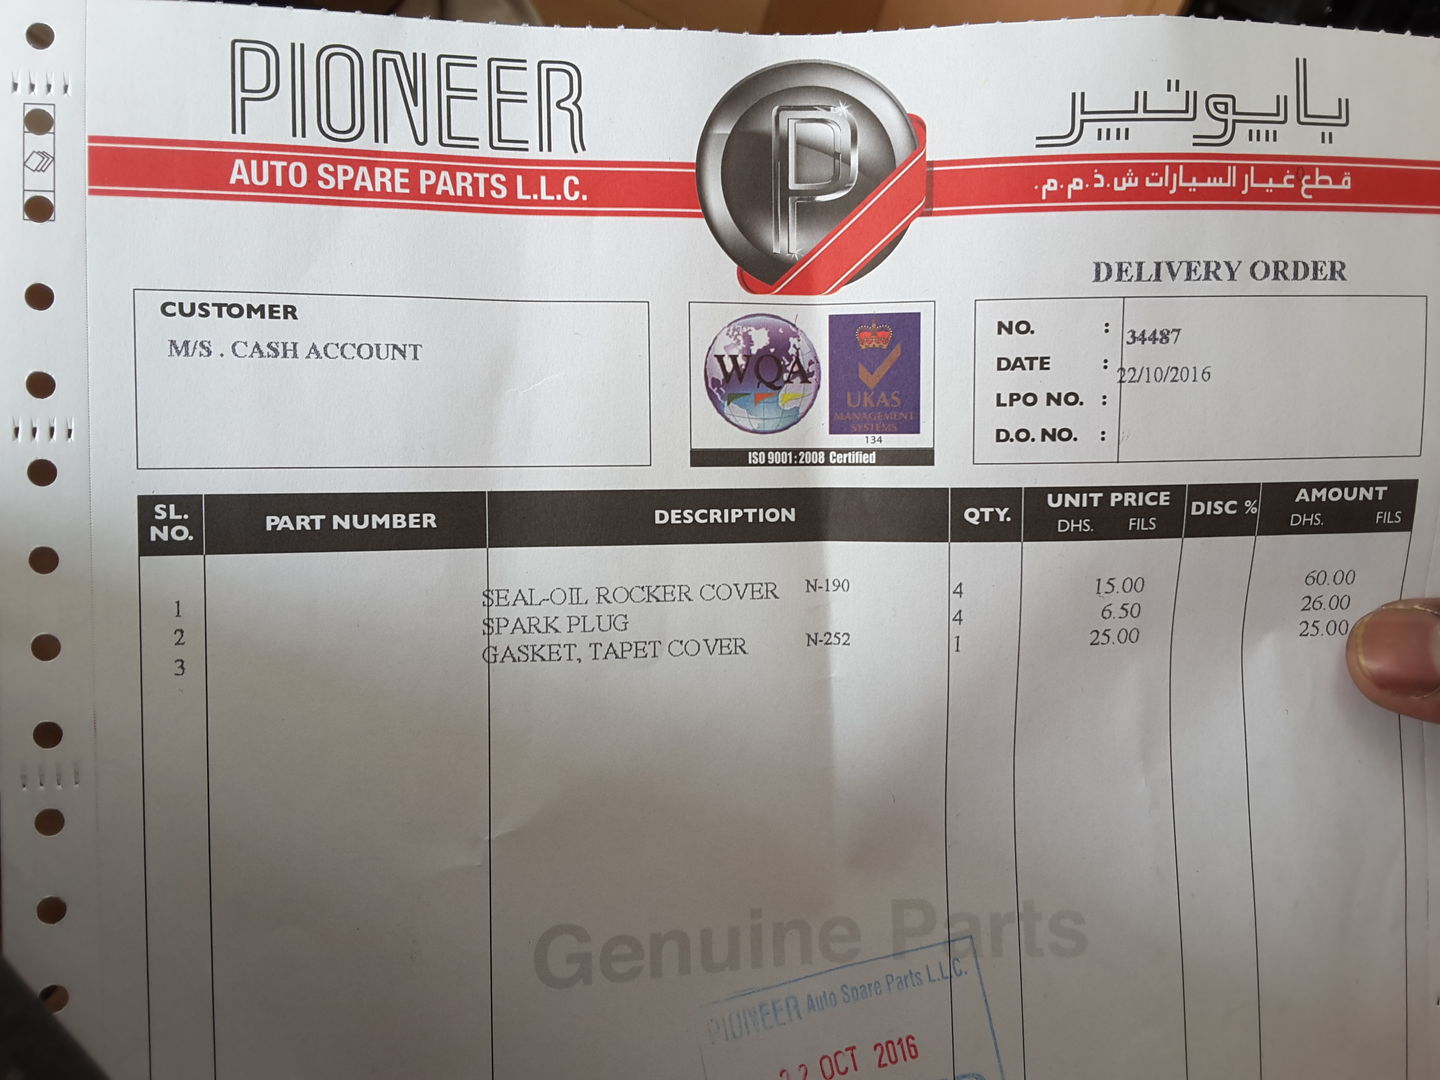 PIONEER
بايونير
AUTO SPARE PARTS L.L.C.
قطع غيار السيارات ش.ذ.م.م.
P
DELIVERY ORDER
CUSTOMER
M/S . CASH ACCOUNT
WQA
UKAS
MANAGEMENT
SYSTEMS
134
ISO 9001:2008 Certified
NO. : 34487
DATE : 22/10/2016
LPO NO. :
D.O. NO. :
SL. NO. PART NUMBER DESCRIPTION QTY. UNIT PRICE DHS. FILS DISC % AMOUNT DHS. FILS
1 SEAL-OIL ROCKER COVER N-190 4 15.00 60.00
2 SPARK PLUG 4 6.50 26.00
3 GASKET, TAPET COVER N-252 1 25.00 25.00
Genuine Parts
PIONEER Auto Spare Parts L.L.C.
22 OCT 2016